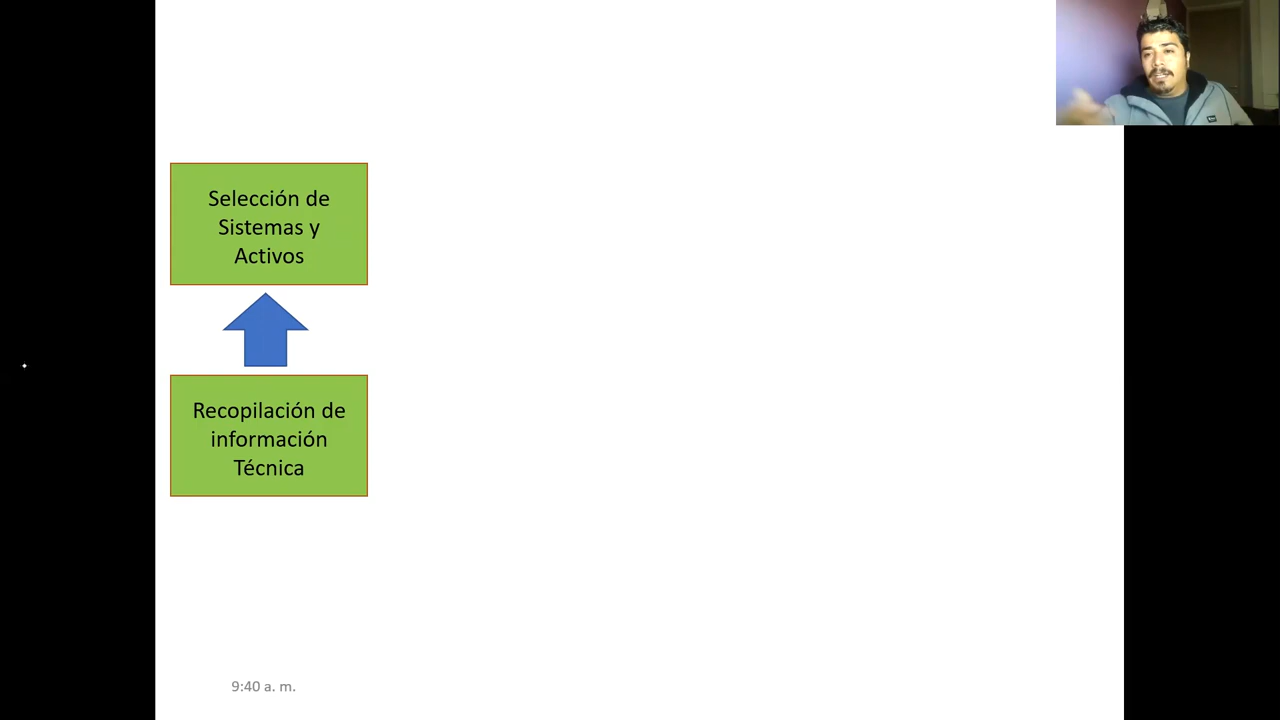 Selección de
Sistemas y
Activos
Recopilación de
información
Técnica
9:40 a. m.